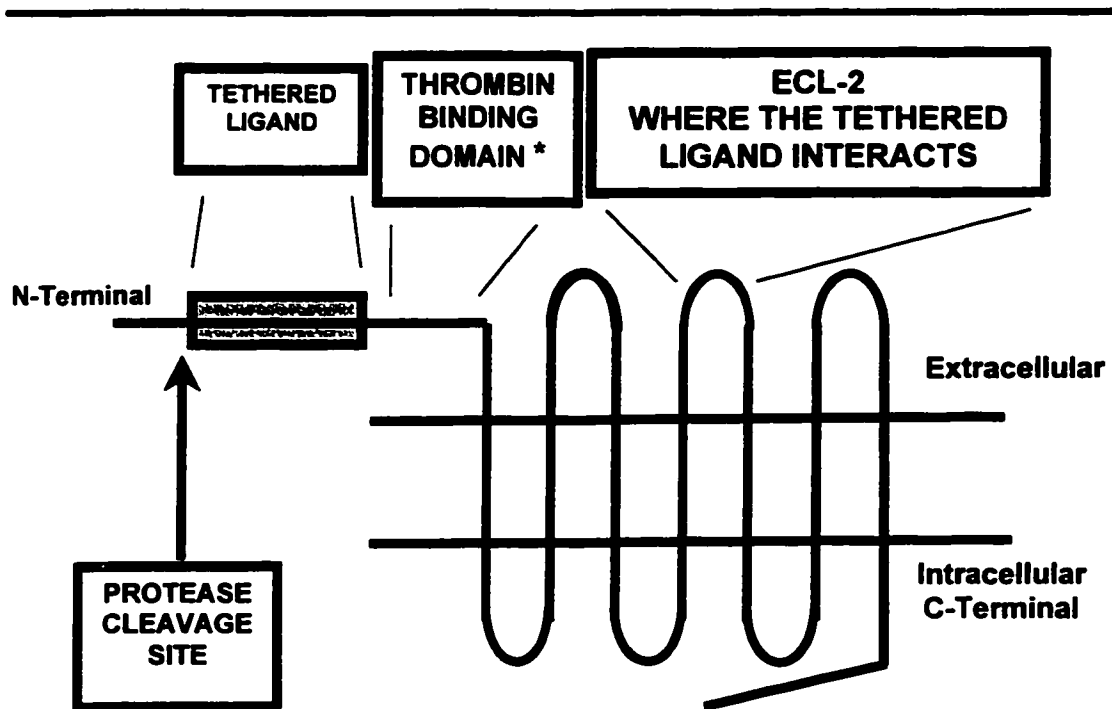 TETHERED
LIGAND
THROMBIN
BINDING
DOMAIN *
ECL-2
WHERE THE TETHERED
LIGAND INTERACTS
N-Terminal
Extracellular
Intracellular
C-Terminal
PROTEASE
CLEAVAGE
SITE